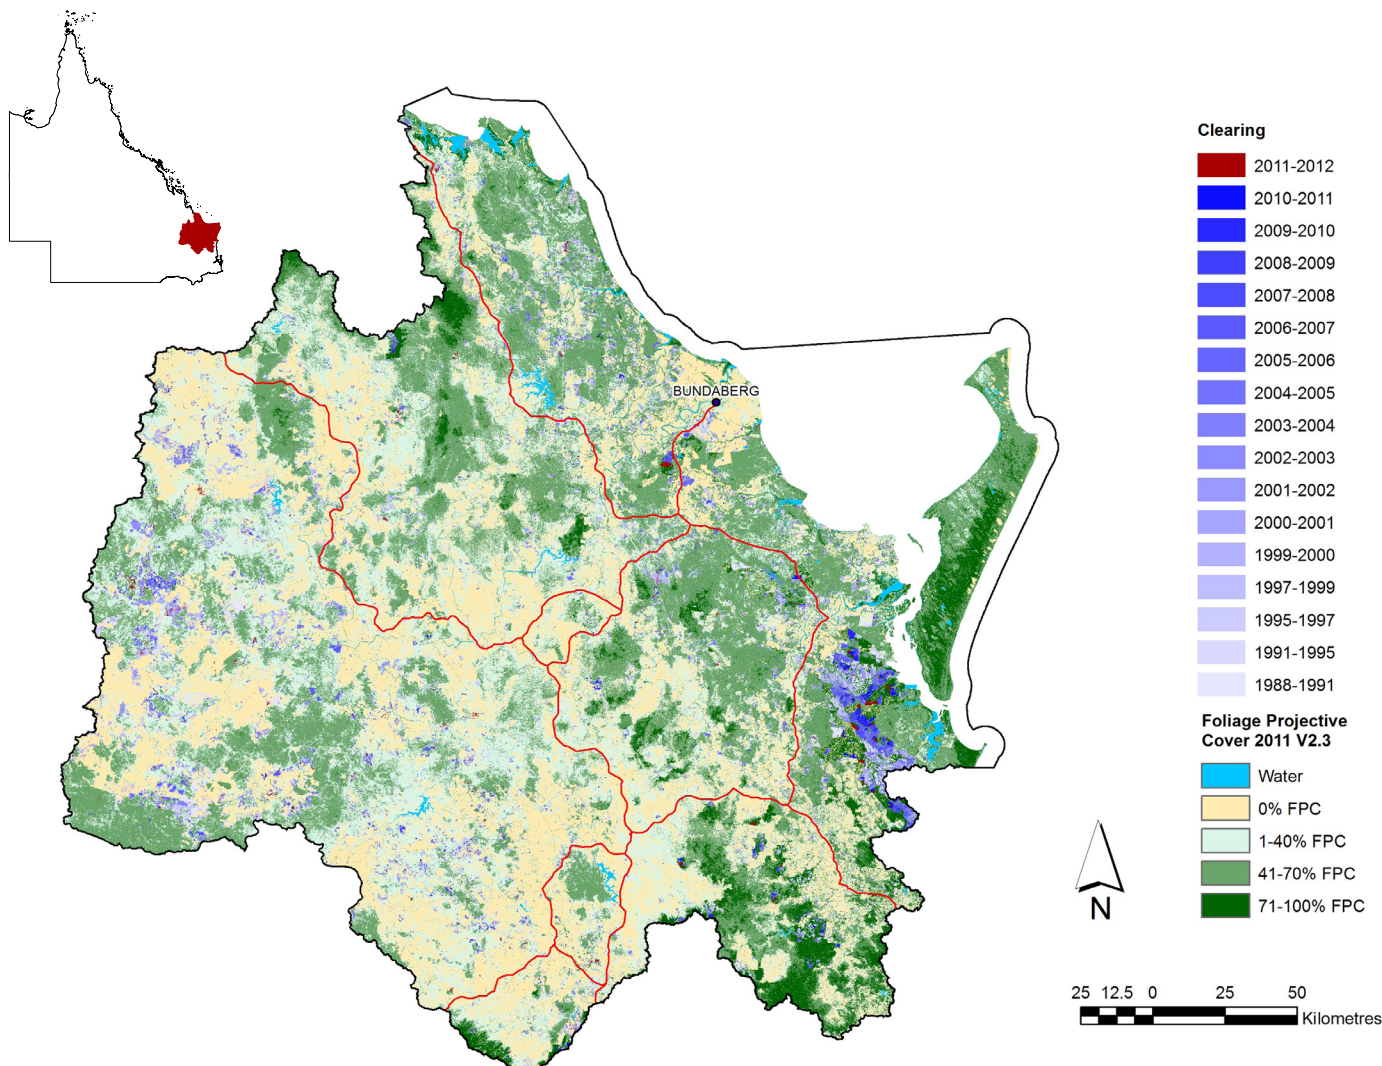 Clearing
2011-2012
2010-2011
2009-2010
2008-2009
2007-2008
2006-2007
2005-2006
2004-2005
2003-2004
2002-2003
2001-2002
2000-2001
1999-2000
1997-1999
1995-1997
1991-1995
1988-1991
Foliage Projective
Cover 2011 V2.3
Water
0% FPC
1-40% FPC
41-70% FPC
71-100% FPC
BUNDABERG
N
25 12.5 0 25 50
Kilometres